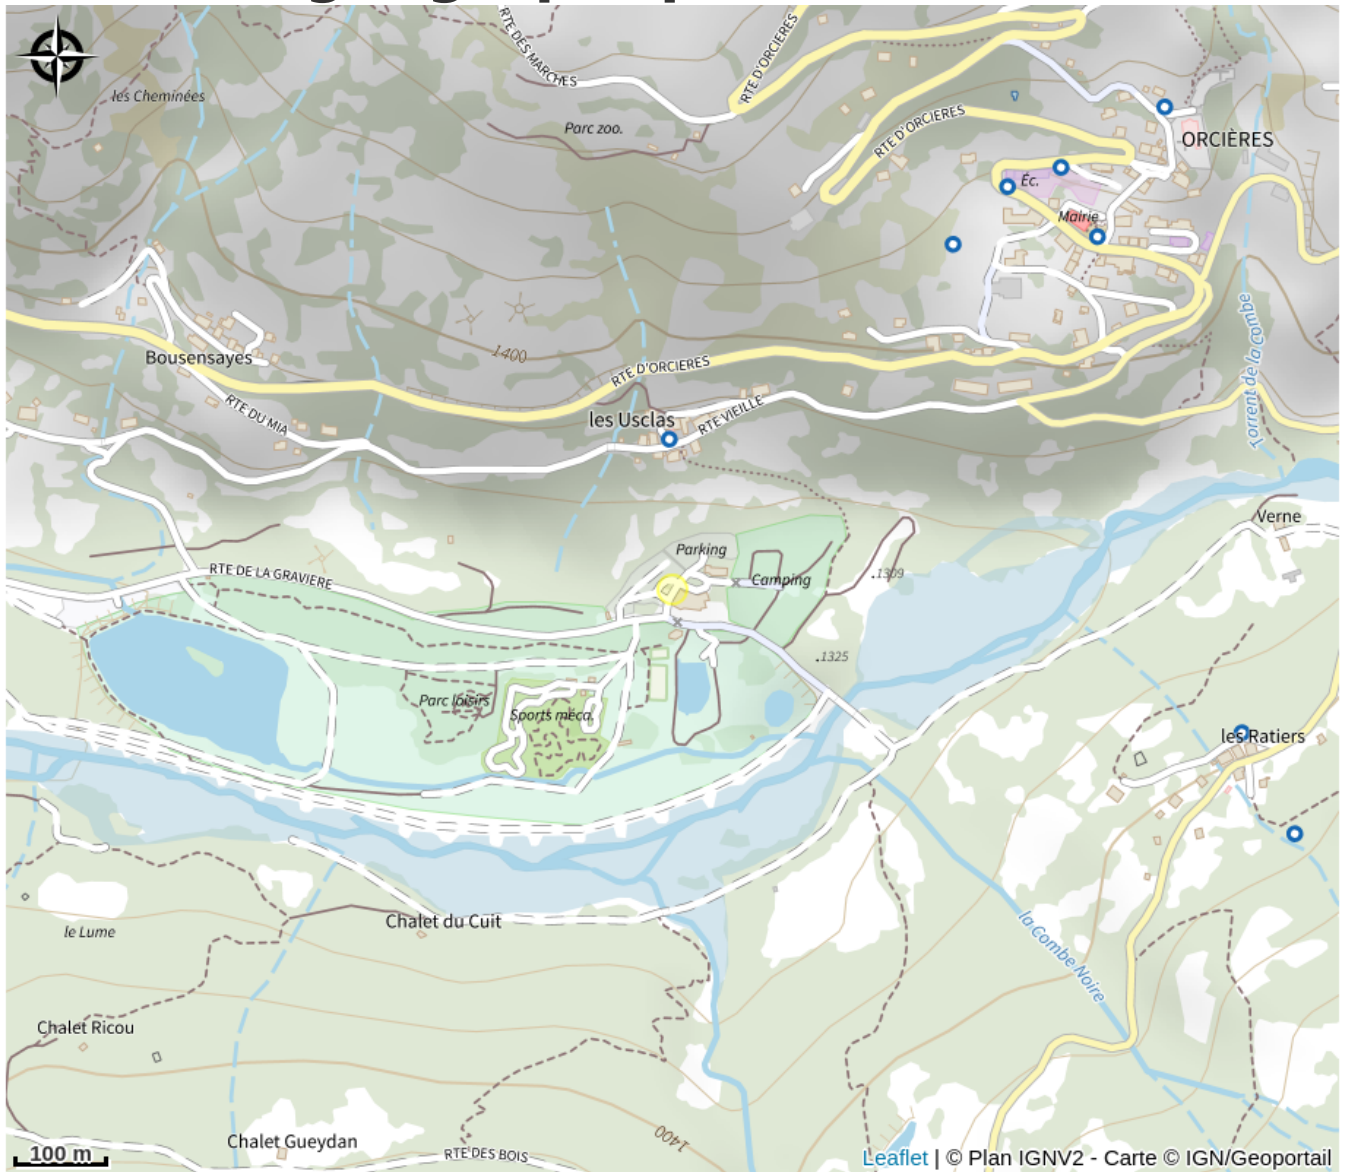 RTE DES MARCHES
RTE D'ORCIERES
les Cheminées
Parc zoo.
RTE D'ORCIERES
ORCIÈRES
Éc.
Mairie
Torrent de la Combe
1400
Bousensayes
RTE D'ORCIERES
RTE DU MIA
les Usclas
RTE VIEILLE
Verne
Parking
RTE DE LA GRAVIERE
Camping
.1309
.1325
Parc loisirs
Sports méca.
les Ratiers
Chalet du Cuit
le Lume
la Combe Noire
Chalet Ricou
1400
Chalet Gueydan
RTE DES BOIS
100 m
Leaflet | © Plan IGNV2 - Carte © IGN/Geoportail